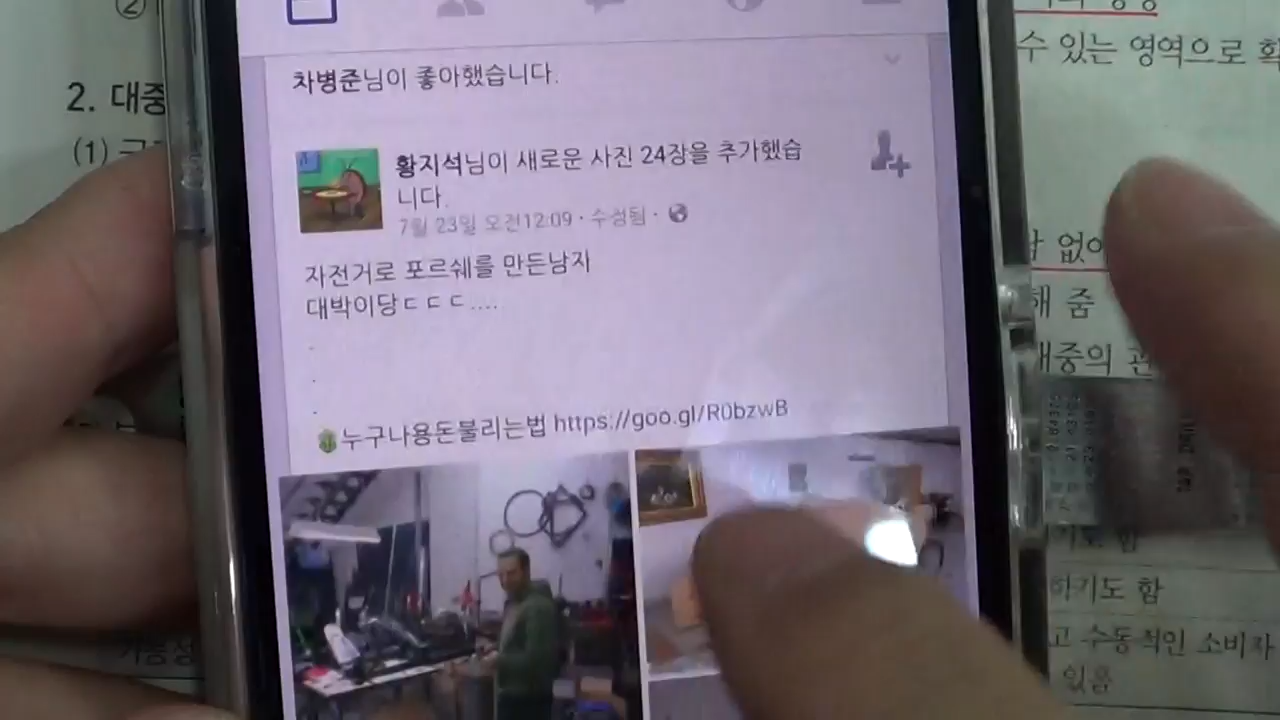 2. 대중
(1)
차병준님이 좋아했습니다.
황지석님이 새로운 사진 24장을 추가했습
니다.
7월 23일 오전12:09 · 수정됨 ·
자전거로 포르쉐를 만든남자
대박이당ㄷㄷㄷ....
.
.
.
누구나용돈불리는법 https://goo.gl/R0bzwB
수 있는 영역으로
없이
해 줌
대중의
하기도 함
고 수동적인 소비자
있음